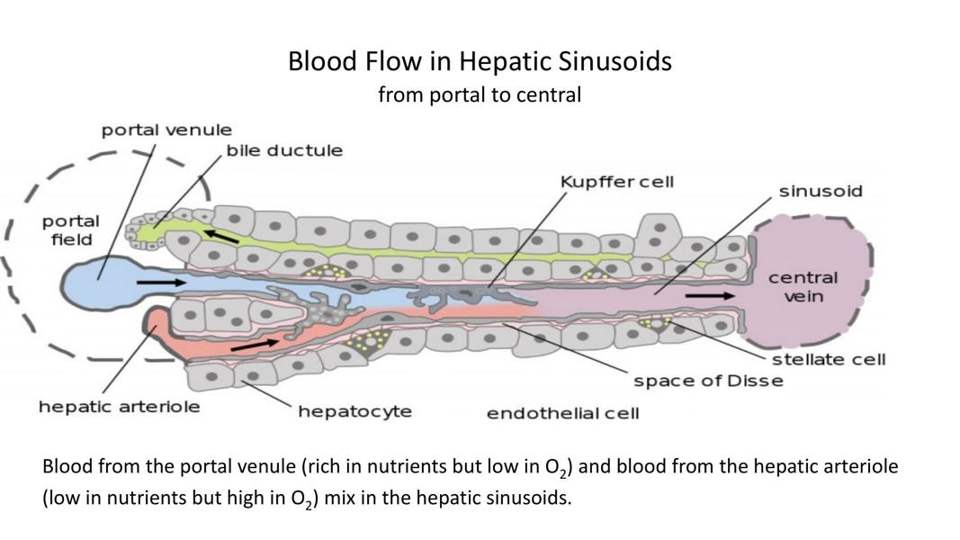 Blood Flow in Hepatic Sinusoids
from portal to central
portal venule
bile ductule
Kupffer cell
sinusoid
portal
field
central
vein
stellate cell
space of Disse
hepatic arteriole
hepatocyte
endothelial cell
Blood from the portal venule (rich in nutrients but low in O₂) and blood from the hepatic arteriole
(low in nutrients but high in O₂) mix in the hepatic sinusoids.